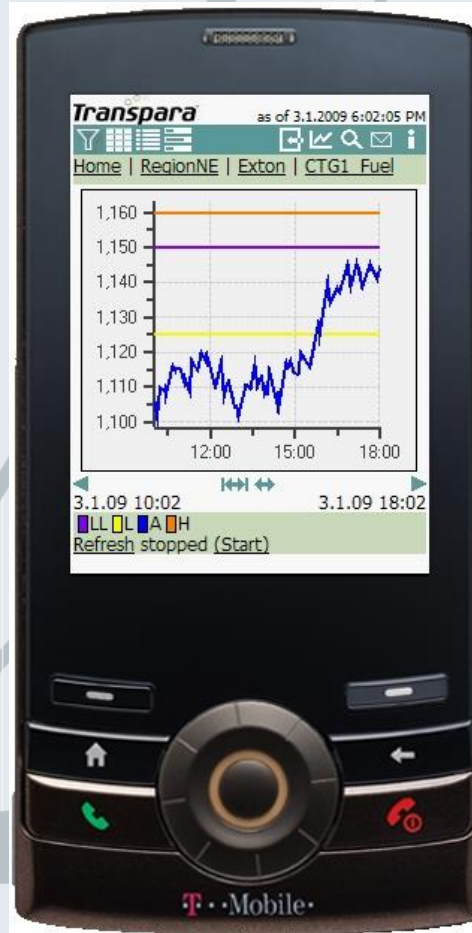 Transpara
as of 3.1.2009 6:02:05 PM
Home | RegionNE | Exton | CTG1_Fuel
1,160
1,150
1,140
1,130
1,120
1,110
1,100
12:00 15:00 18:00
3.1.09 10:02 3.1.09 18:02
LL L A H
Refresh stopped (Start)
T··Mobile·